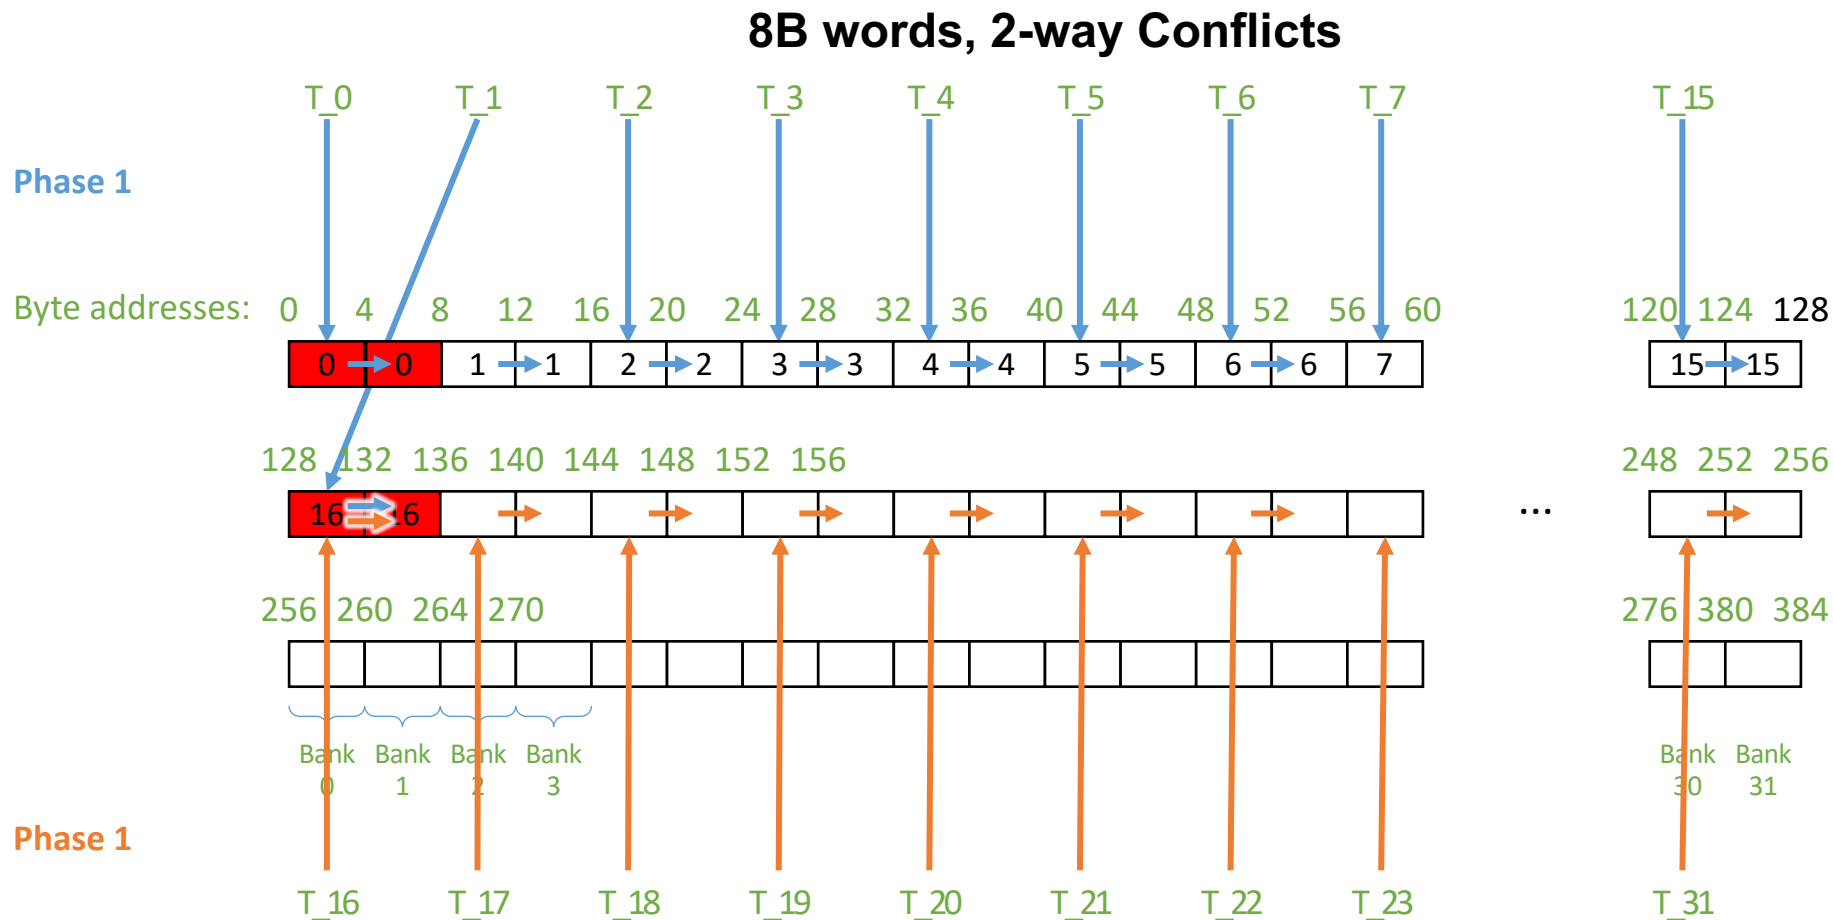 8B words, 2-way Conflicts
T_0 T_1 T_2 T_3 T_4 T_5 T_6 T_7 T_15
Phase 1
Byte addresses: 0 4 8 12 16 20 24 28 32 36 40 44 48 52 56 60 120 124 128
0 0 1 1 2 2 3 3 4 4 5 5 6 6 7 15 15
128 132 136 140 144 148 152 156 248 252 256
16 16 ...
256 260 264 270 276 380 384
Bank Bank Bank Bank Bank Bank
0 1 2 3 30 31
Phase 1
T_16 T_17 T_18 T_19 T_20 T_21 T_22 T_23 T_31